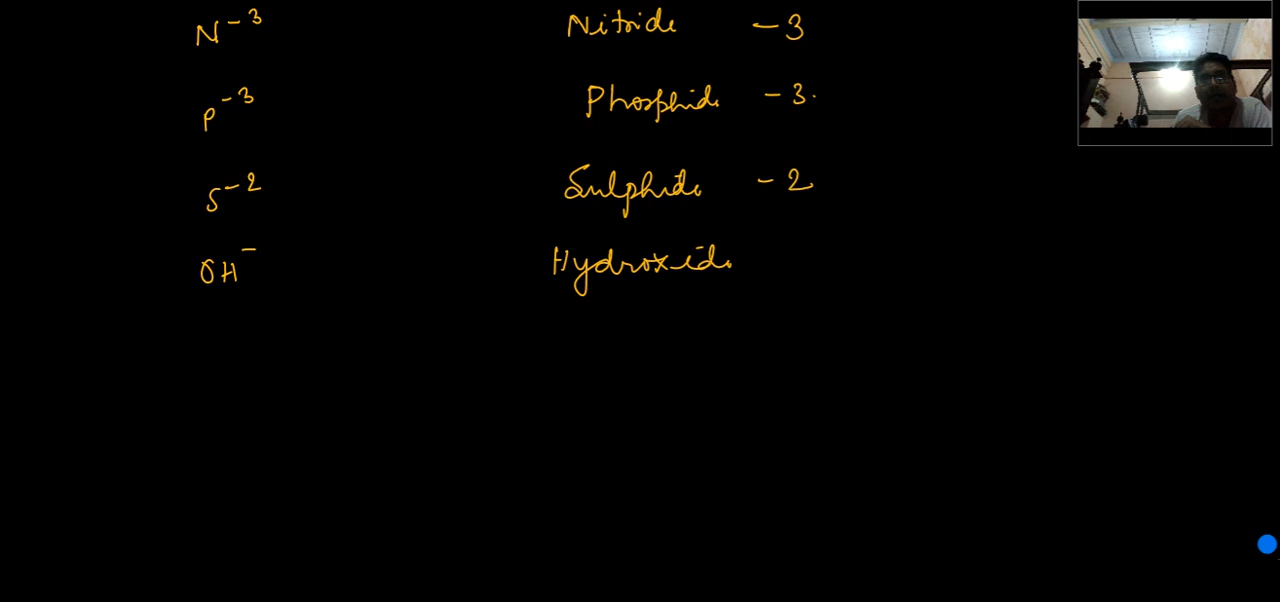 N⁻³ Nitride -3
P⁻³ Phosphide -3.
S⁻² Sulphide -2
OH⁻ Hydroxide